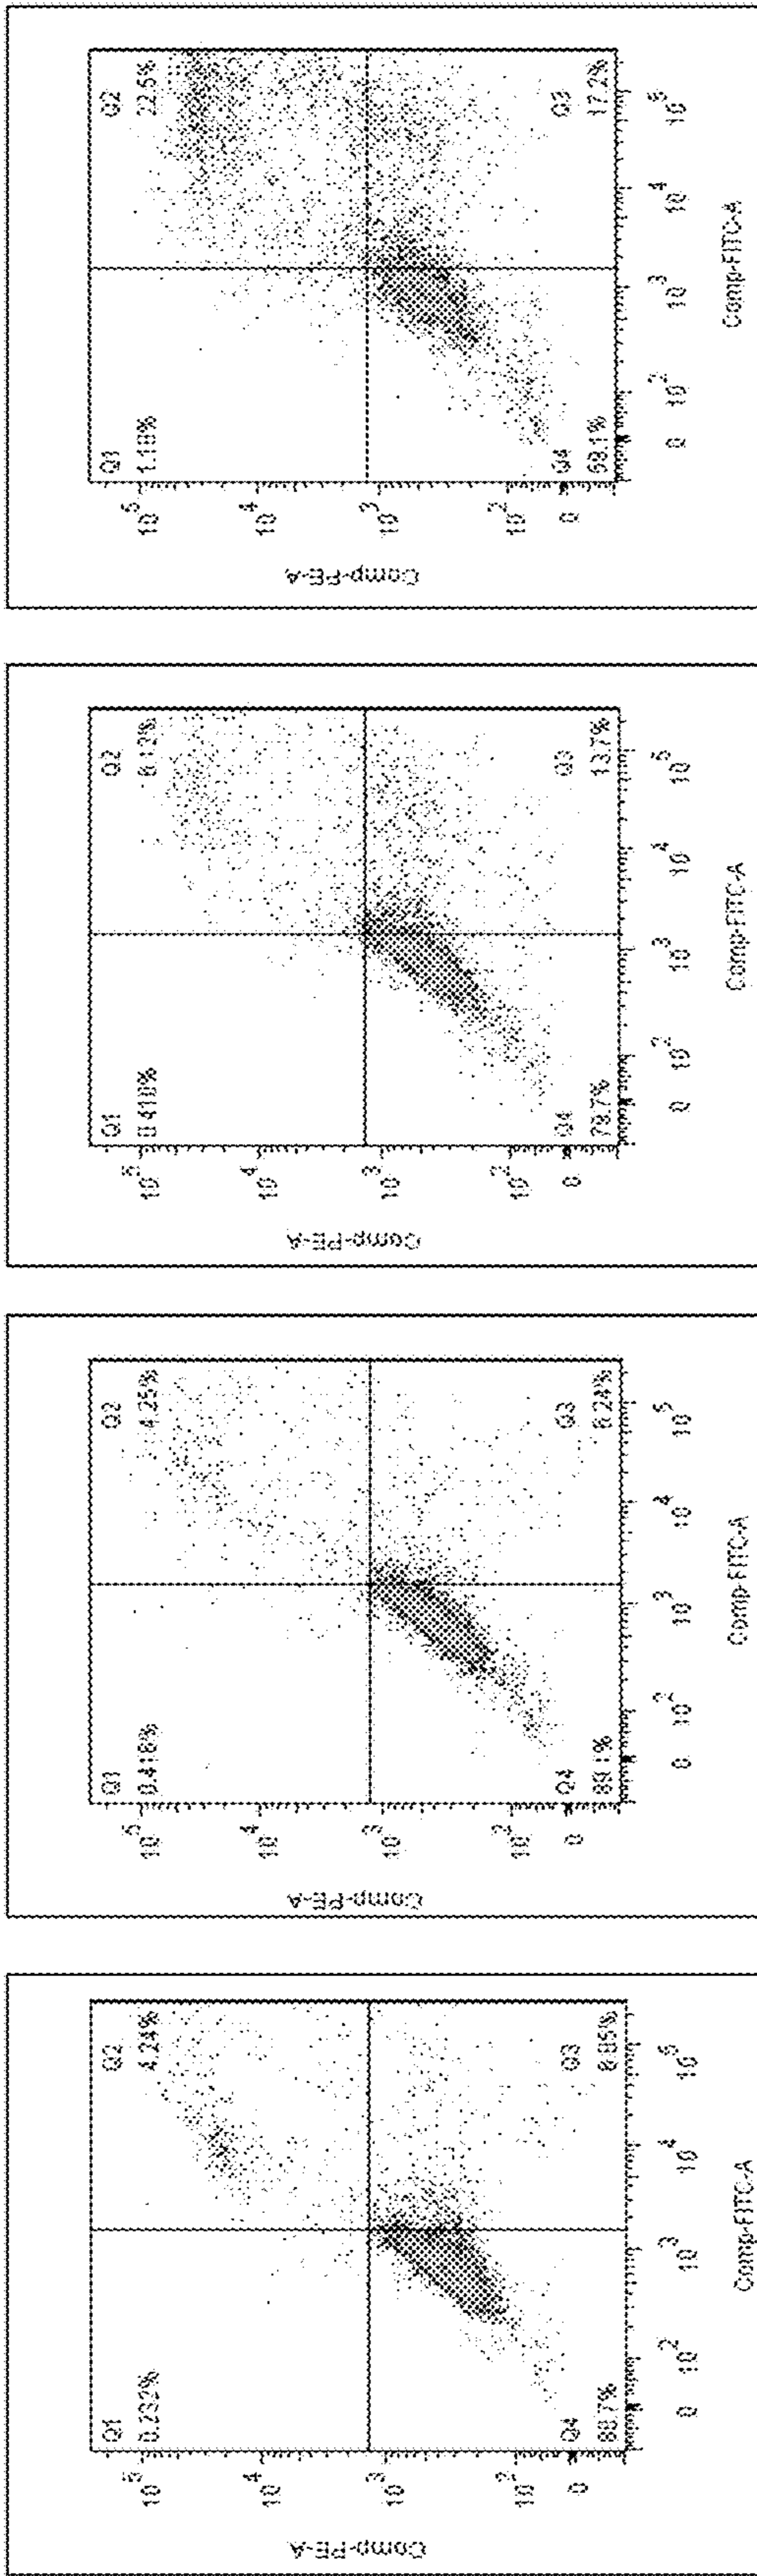 Q1
0.232%
Q2
4.24%
10^5
10^4
10^3
10^2
0
Comp-PE-A
Q4
88.7%
Q3
6.85%
0 10^2 10^3 10^4 10^5
Comp-FITC-A
Q1
0.416%
Q2
4.25%
10^5
10^4
10^3
10^2
0
Comp-PE-A
Q4
89.1%
Q3
6.24%
0 10^2 10^3 10^4 10^5
Comp-FITC-A
Q1
0.410%
Q2
10^5
10^4
10^3
10^2
0
Comp-PE-A
Q4
79.7%
Q3
13.7%
0 10^2 10^3 10^4 10^5
Comp-FITC-A
Q1
1.18%
Q2
22.5%
10^5
10^4
10^3
10^2
0
Comp-PE-A
Q4
59.1%
Q3
17.2%
0 10^2 10^3 10^4 10^5
Comp-FITC-A